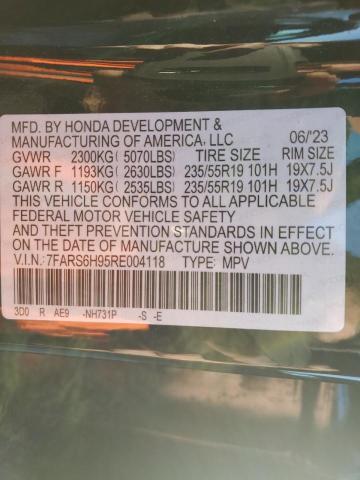 MFD. BY HONDA DEVELOPMENT &
MANUFACTURING OF AMERICA, LLC 06/'23
GVWR 2300KG( 5070LBS) TIRE SIZE RIM SIZE
GAWR F 1193KG( 2630LBS) 235/55R19 101H 19X7.5J
GAWR R 1150KG( 2535LBS) 235/55R19 101H 19X7.5J
THIS VEHICLE CONFORMS TO ALL APPLICABLE
FEDERAL MOTOR VEHICLE SAFETY
AND THEFT PREVENTION STANDARDS IN EFFECT ON THE
DATE OF MANUFACTURE SHOWN ABOVE.
V.I.N.: 7FARS6H95RE004118 TYPE: MPV
3D0 R AE9 -NH731P -S -E